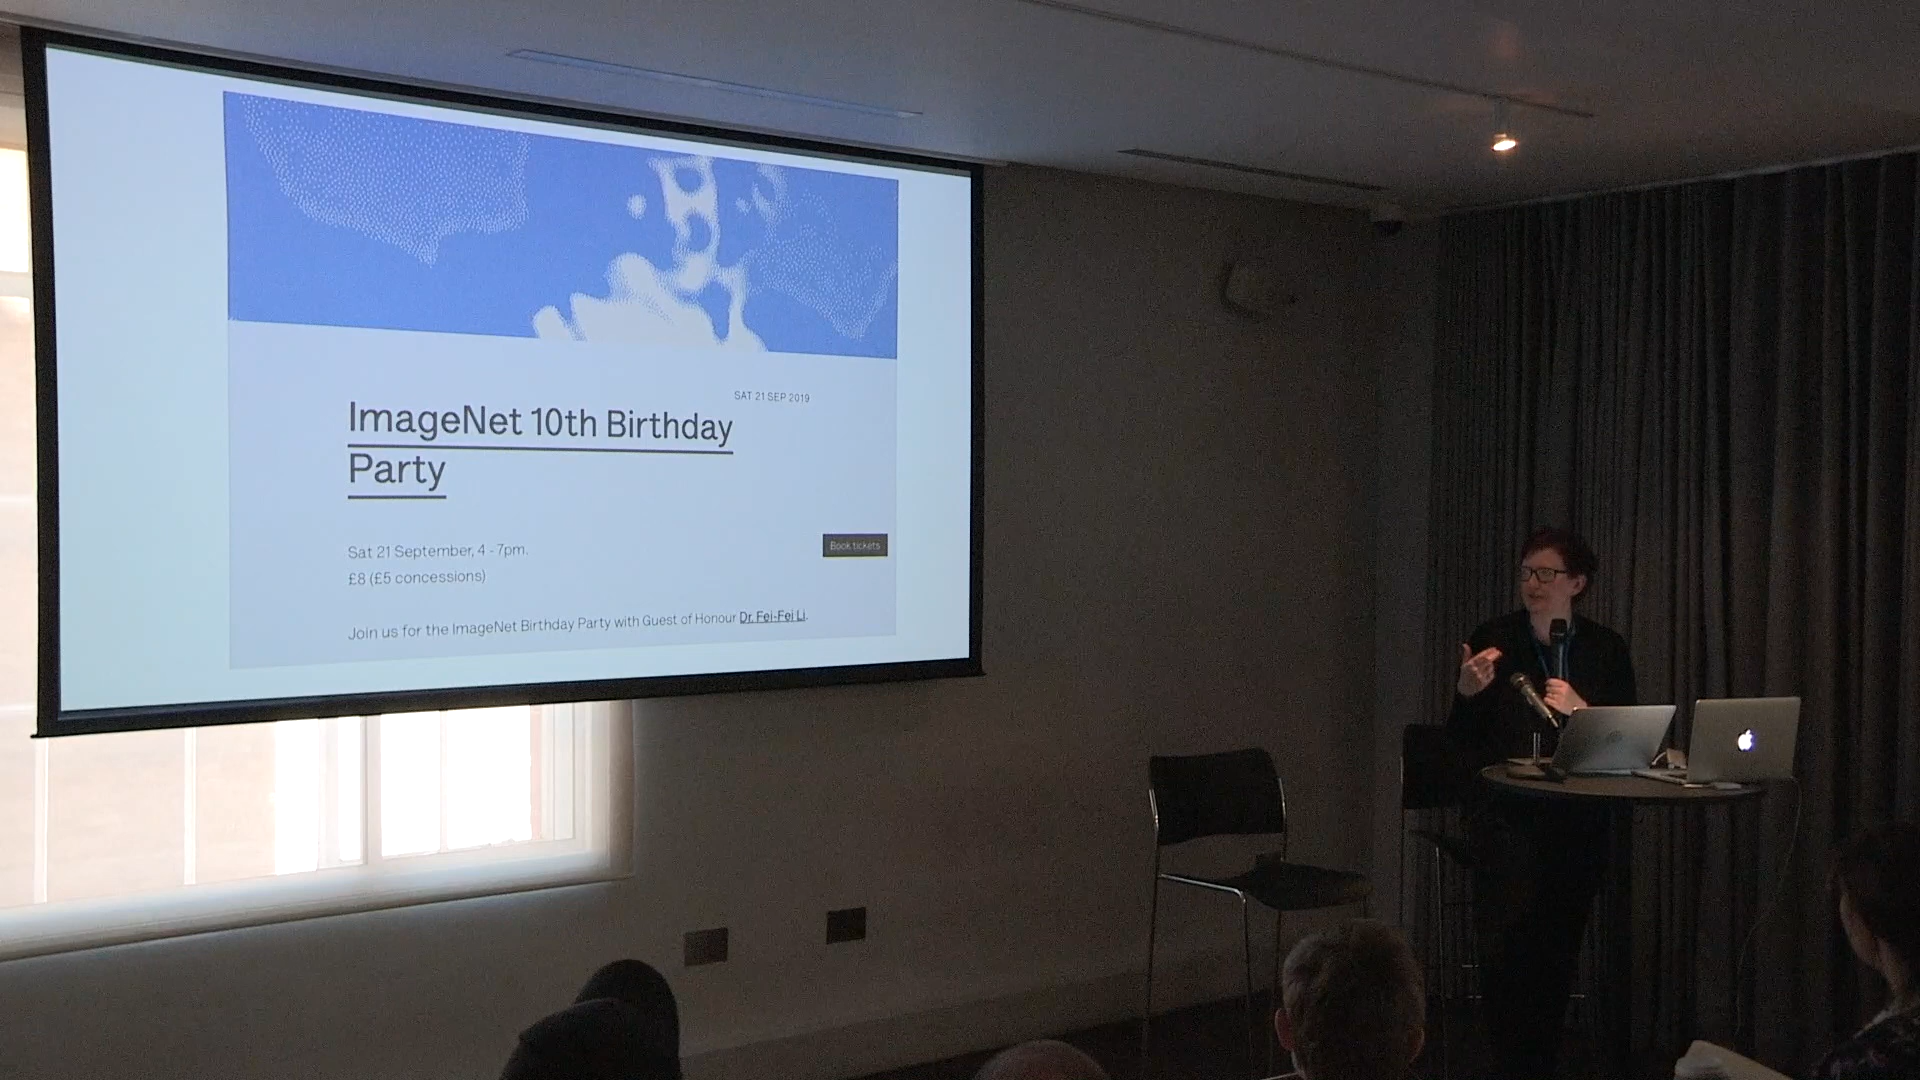 SAT 21 SEP 2019
ImageNet 10th Birthday
Party
Sat 21 September, 4 - 7pm.
£8 (£5 concessions)
Book tickets
Join us for the ImageNet Birthday Party with Guest of Honour Dr. Fei-Fei Li.